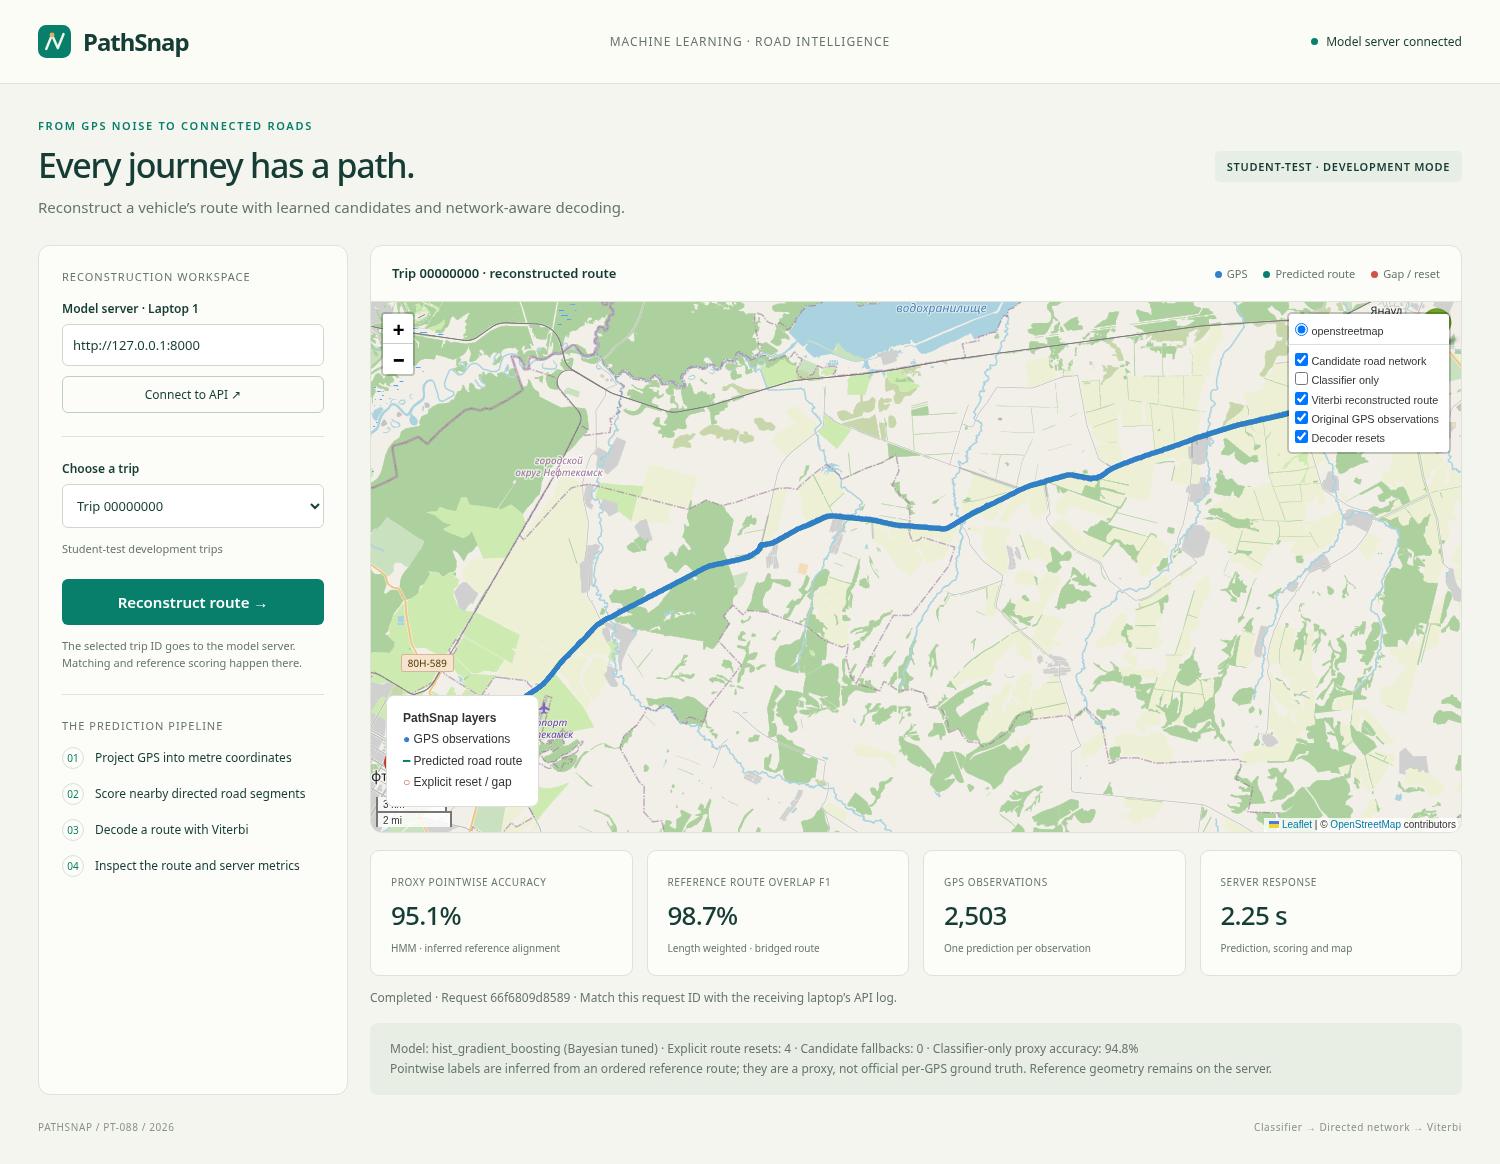 PathSnap
MACHINE LEARNING · ROAD INTELLIGENCE
Model server connected
FROM GPS NOISE TO CONNECTED ROADS
Every journey has a path.
Reconstruct a vehicle’s route with learned candidates and network-aware decoding.
STUDENT-TEST · DEVELOPMENT MODE
RECONSTRUCTION WORKSPACE
Model server · Laptop 1
http://127.0.0.1:8000
Connect to API ↗
Choose a trip
Trip 00000000
Student-test development trips
Reconstruct route →
The selected trip ID goes to the model server.
Matching and reference scoring happen there.
THE PREDICTION PIPELINE
01 Project GPS into metre coordinates
02 Score nearby directed road segments
03 Decode a route with Viterbi
04 Inspect the route and server metrics
Trip 00000000 · reconstructed route
GPS
Predicted route
Gap / reset
+
−
водохранилище
Янаул
openstreetmap
Candidate road network
Classifier only
Viterbi reconstructed route
Original GPS observations
Decoder resets
городской
округ Нефтекамск
80Н-589
PathSnap layers
GPS observations
Predicted road route
Explicit reset / gap
2 mi
Leaflet | © OpenStreetMap contributors
PROXY POINTWISE ACCURACY
95.1%
HMM · inferred reference alignment
REFERENCE ROUTE OVERLAP F1
98.7%
Length weighted · bridged route
GPS OBSERVATIONS
2,503
One prediction per observation
SERVER RESPONSE
2.25 s
Prediction, scoring and map
Completed · Request 66f6809d8589 · Match this request ID with the receiving laptop’s API log.
Model: hist_gradient_boosting (Bayesian tuned) · Explicit route resets: 4 · Candidate fallbacks: 0 · Classifier-only proxy accuracy: 94.8%
Pointwise labels are inferred from an ordered reference route; they are a proxy, not official per-GPS ground truth. Reference geometry remains on the server.
PATHSNAP / PT-088 / 2026
Classifier → Directed network → Viterbi